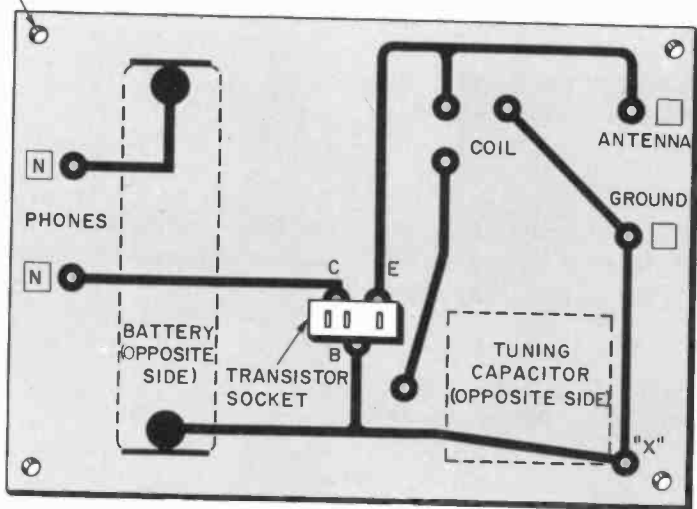 ANTENNA
COIL
N
GROUND
PHONES
C
E
N
BATTERY
(OPPOSITE
SIDE)
B
TRANSISTOR
SOCKET
TUNING
CAPACITOR
(OPPOSITE SIDE)
"X"